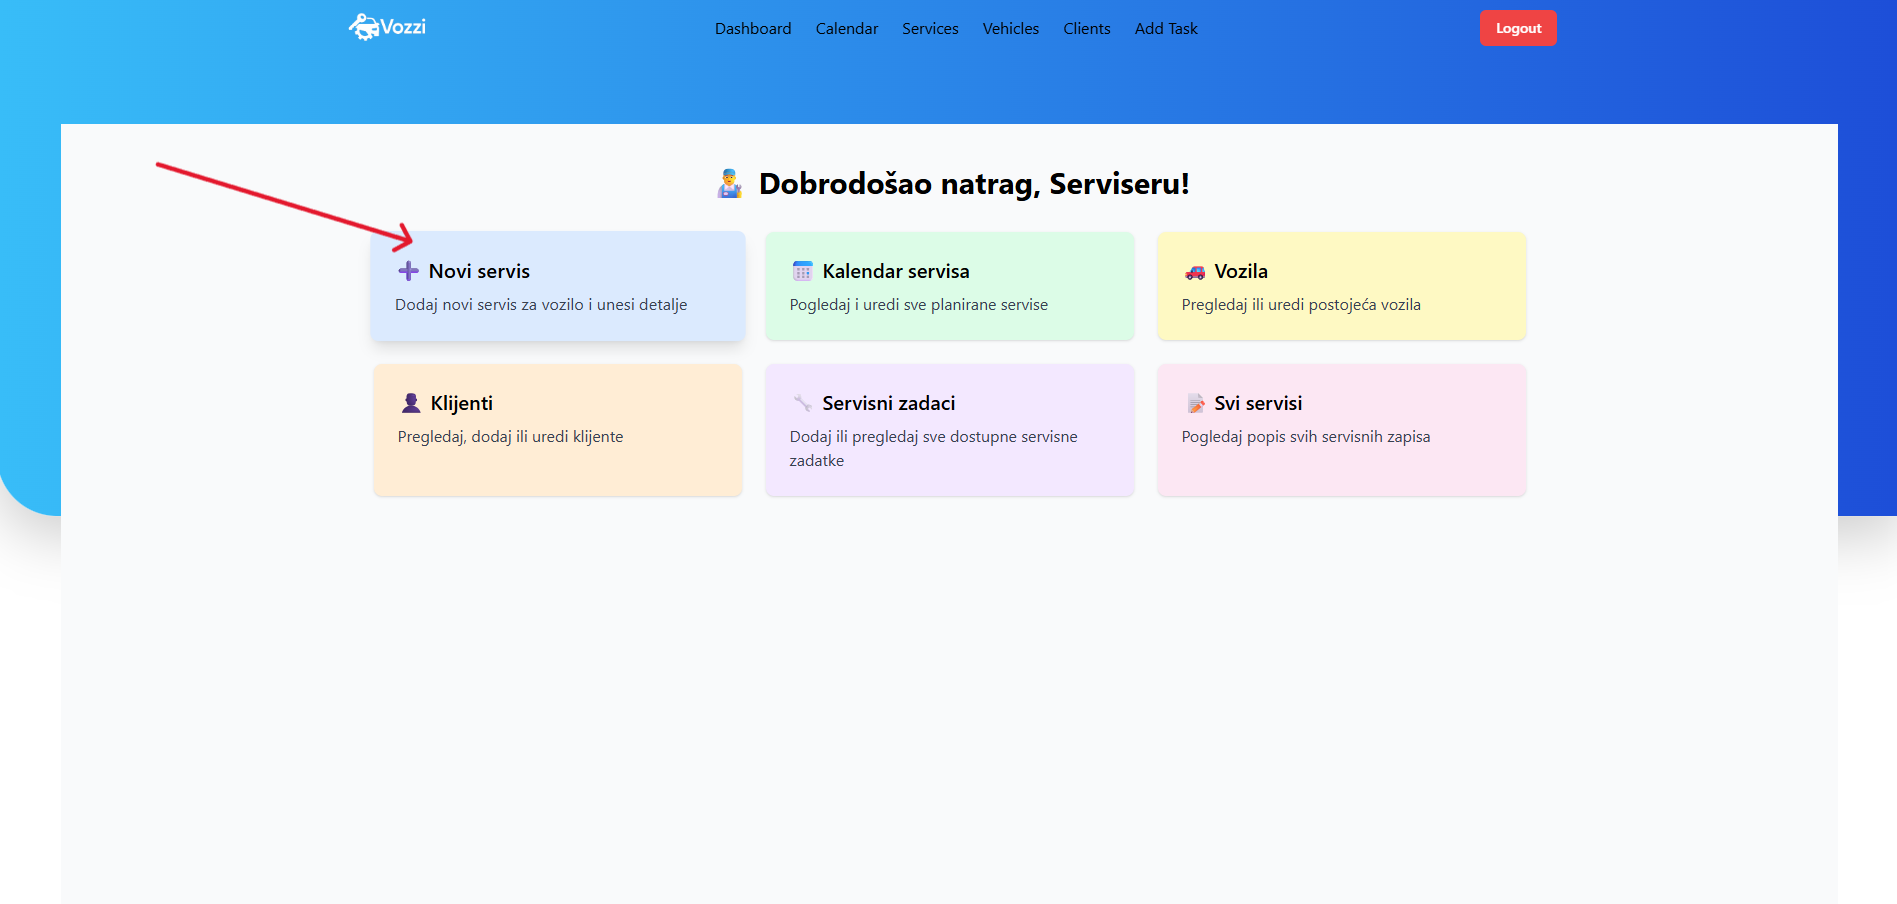 Vozzi
Dashboard Calendar Services Vehicles Clients Add Task
Logout
Dobrodošao natrag, Serviseru!
Novi servis
Dodaj novi servis za vozilo i unesi detalje
Kalendar servisa
Pogledaj i uredi sve planirane servise
Vozila
Pregledaj ili uredi postojeća vozila
Klijenti
Pregledaj, dodaj ili uredi klijente
Servisni zadaci
Dodaj ili pregledaj sve dostupne servisne
zadatke
Svi servisi
Pogledaj popis svih servisnih zapisa